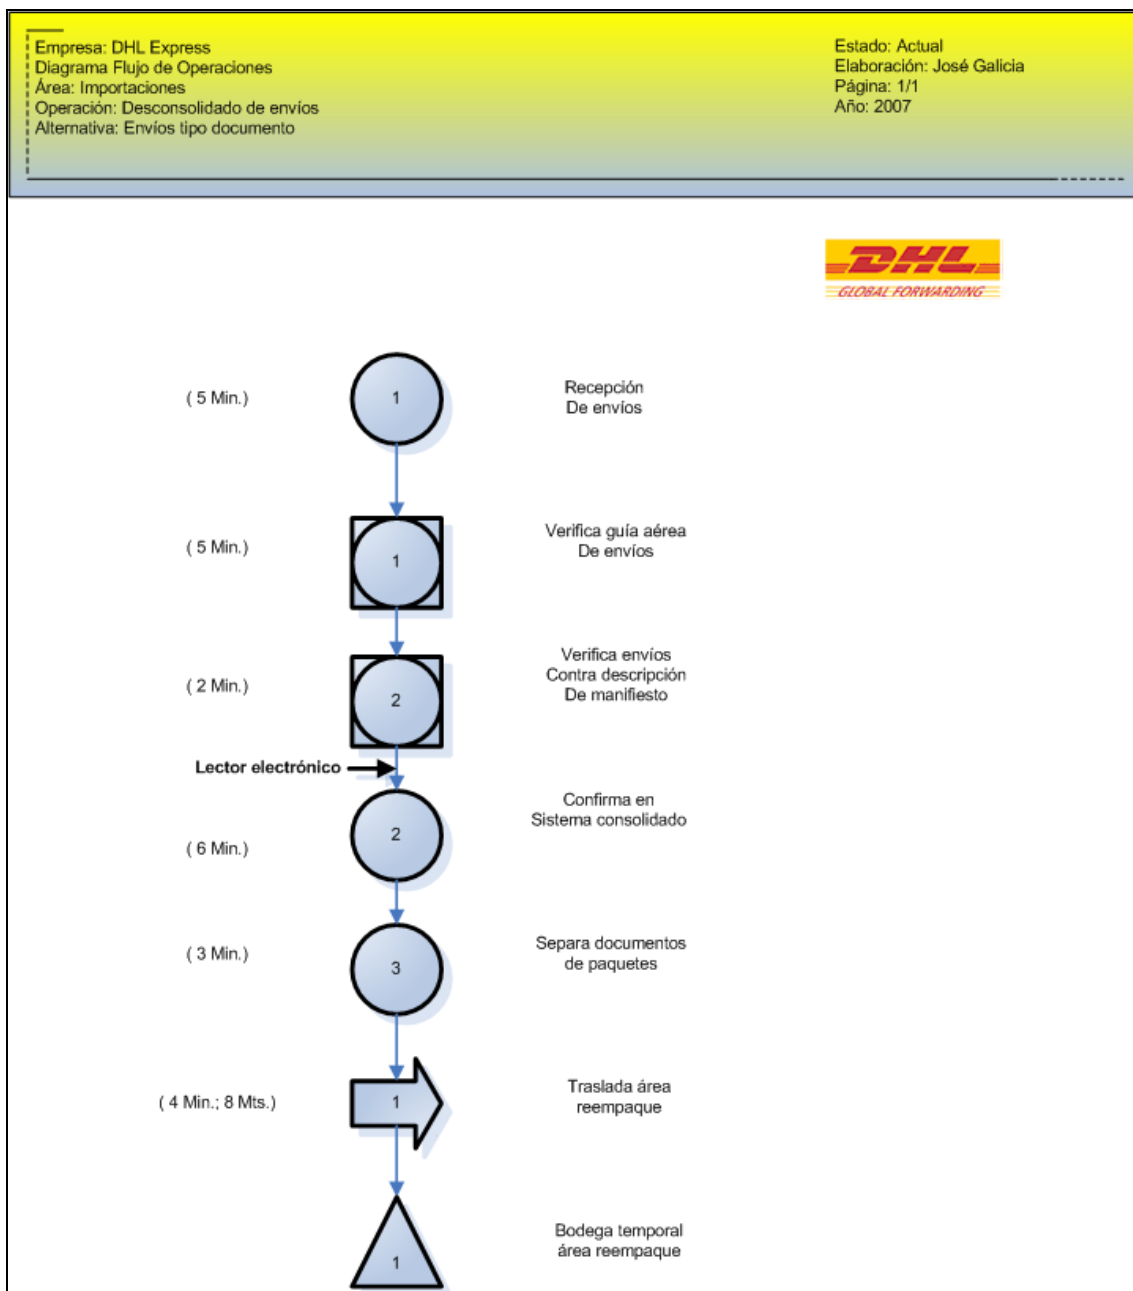 Empresa: DHL Express
Diagrama Flujo de Operaciones
Área: Importaciones
Operación: Desconsolidado de envíos
Alternativa: Envíos tipo documento
Estado: Actual
Elaboración: José Galicia
Página: 1/1
Año: 2007
DHL
GLOBAL FORWARDING
( 5 Min.)
1
Recepción
De envíos
( 5 Min.)
1
Verifica guía aérea
De envíos
( 2 Min.)
2
Verifica envíos
Contra descripción
De manifiesto
Lector electrónico
( 6 Min.)
2
Confirma en
Sistema consolidado
( 3 Min.)
3
Separa documentos
de paquetes
( 4 Min.; 8 Mts.)
1
Traslada área
reempaque
1
Bodega temporal
área reempaque